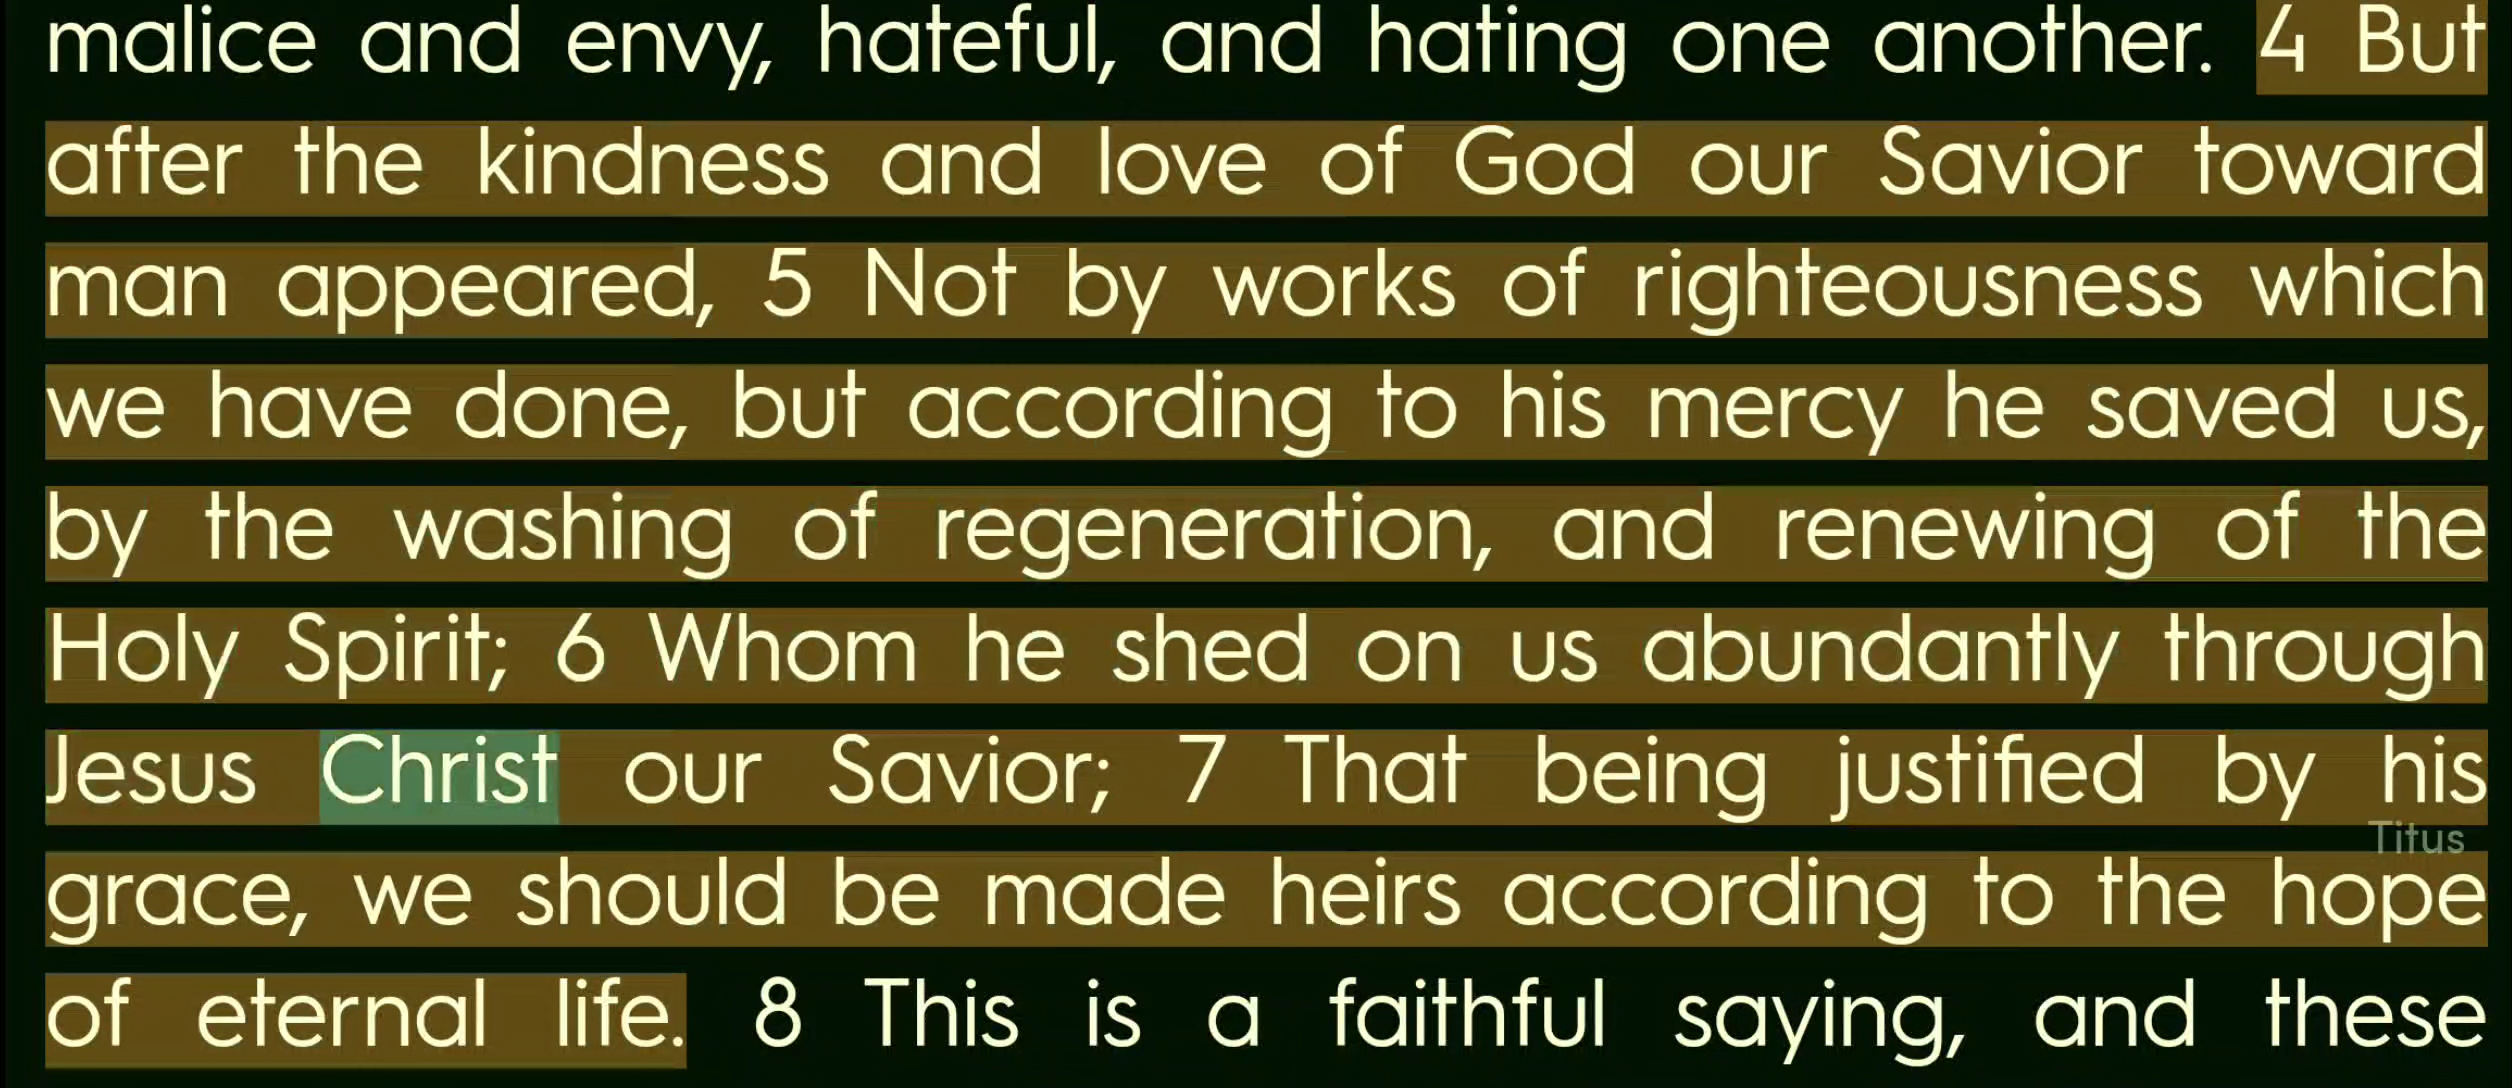 malice and envy, hateful, and hating one another. 4 But
after the kindness and love of God our Savior toward
man appeared, 5 Not by works of righteousness which
we have done, but according to his mercy he saved us,
by the washing of regeneration, and renewing of the
Holy Spirit; 6 Whom he shed on us abundantly through
Jesus Christ our Savior; 7 That being justified by his
Titus
grace, we should be made heirs according to the hope
of eternal life. 8 This is a faithful saying, and these